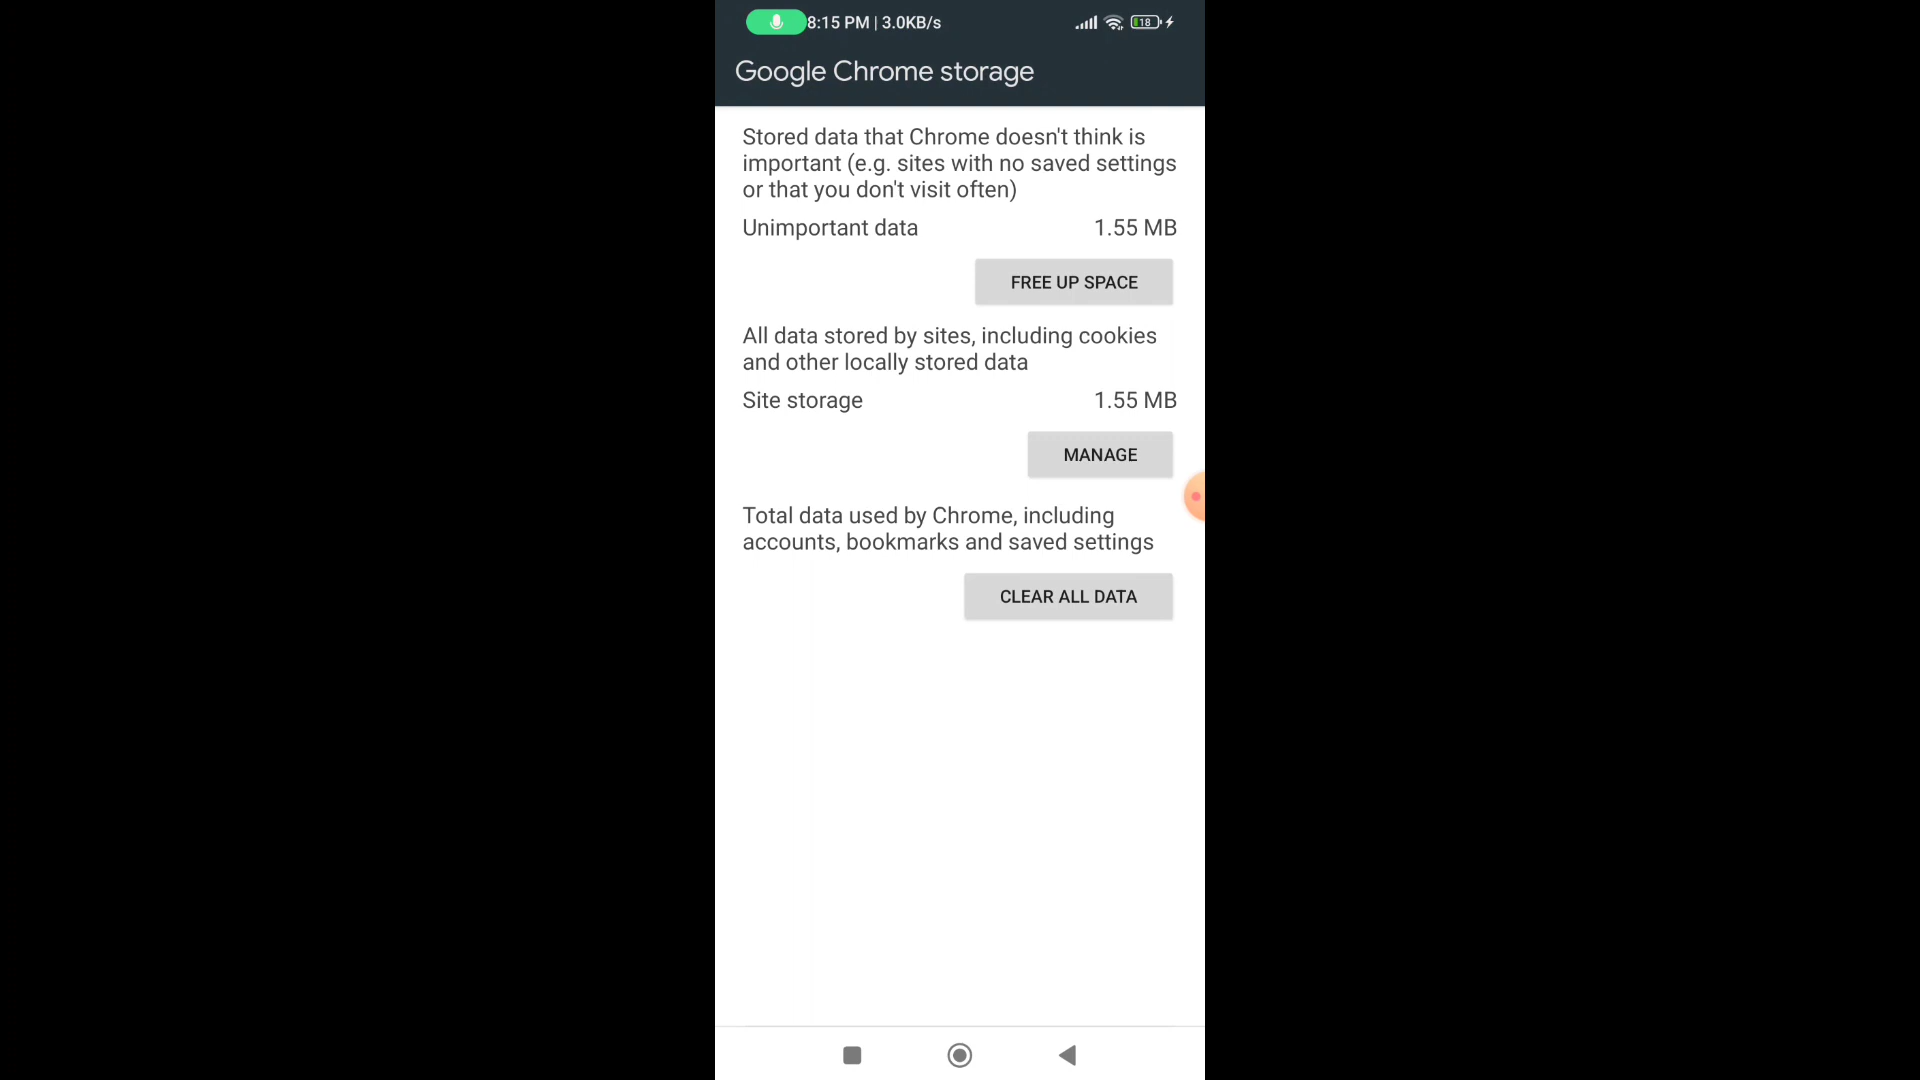 8:15 PM | 3.0KB/s 18
Google Chrome storage
Stored data that Chrome doesn't think is
important (e.g. sites with no saved settings
or that you don't visit often)
Unimportant data 1.55 MB
FREE UP SPACE
All data stored by sites, including cookies
and other locally stored data
Site storage 1.55 MB
MANAGE
Total data used by Chrome, including
accounts, bookmarks and saved settings
CLEAR ALL DATA